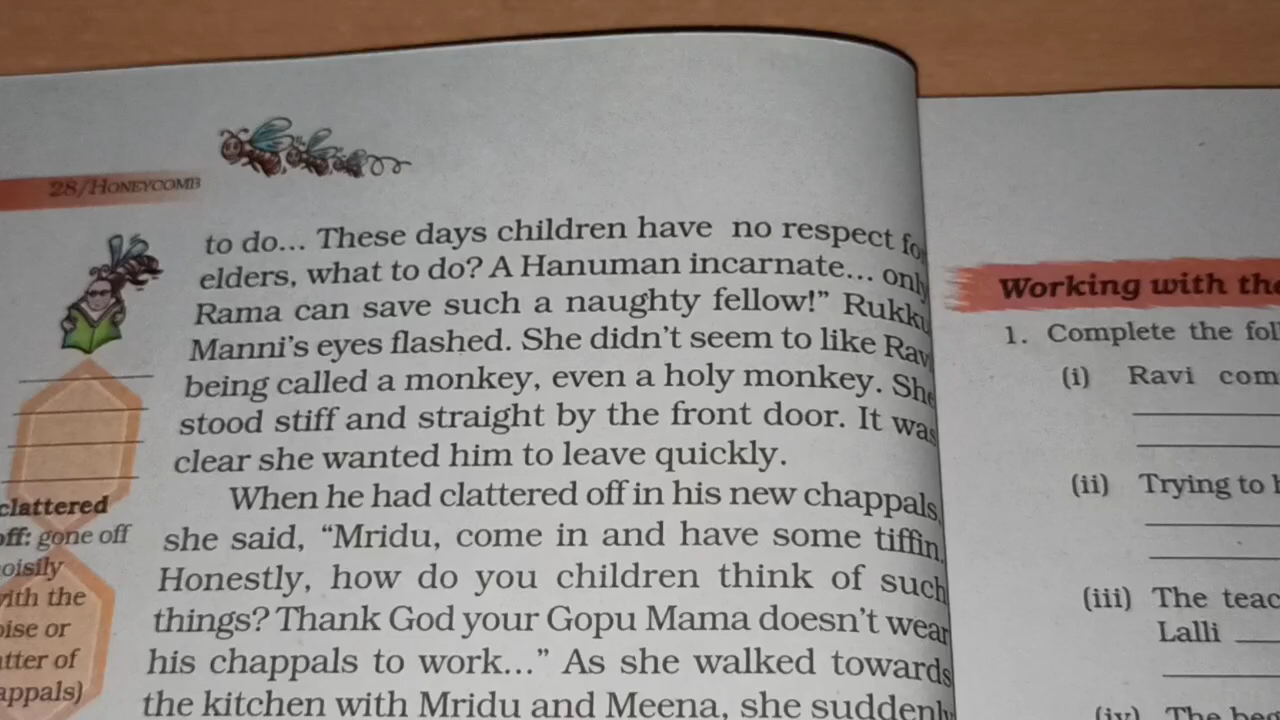 28/HONEYCOMB
to do... These days children have no respect for
elders, what to do? A Hanuman incarnate... only
Rama can save such a naughty fellow!” Rukku
Manni’s eyes flashed. She didn’t seem to like Ravi
being called a monkey, even a holy monkey. She
stood stiff and straight by the front door. It was
clear she wanted him to leave quickly.
When he had clattered off in his new chappals,
she said, “Mridu, come in and have some tiffin.
Honestly, how do you children think of such
things? Thank God your Gopu Mama doesn’t wear
his chappals to work...” As she walked towards
the kitchen with Mridu and Meena, she suddenly
clattered
off: gone off
oisily
with the
oise or
atter of
appals)
Working with the
1. Complete the fol
(i) Ravi com
(ii) Trying to
(iii) The teac
Lalli
(iv) The